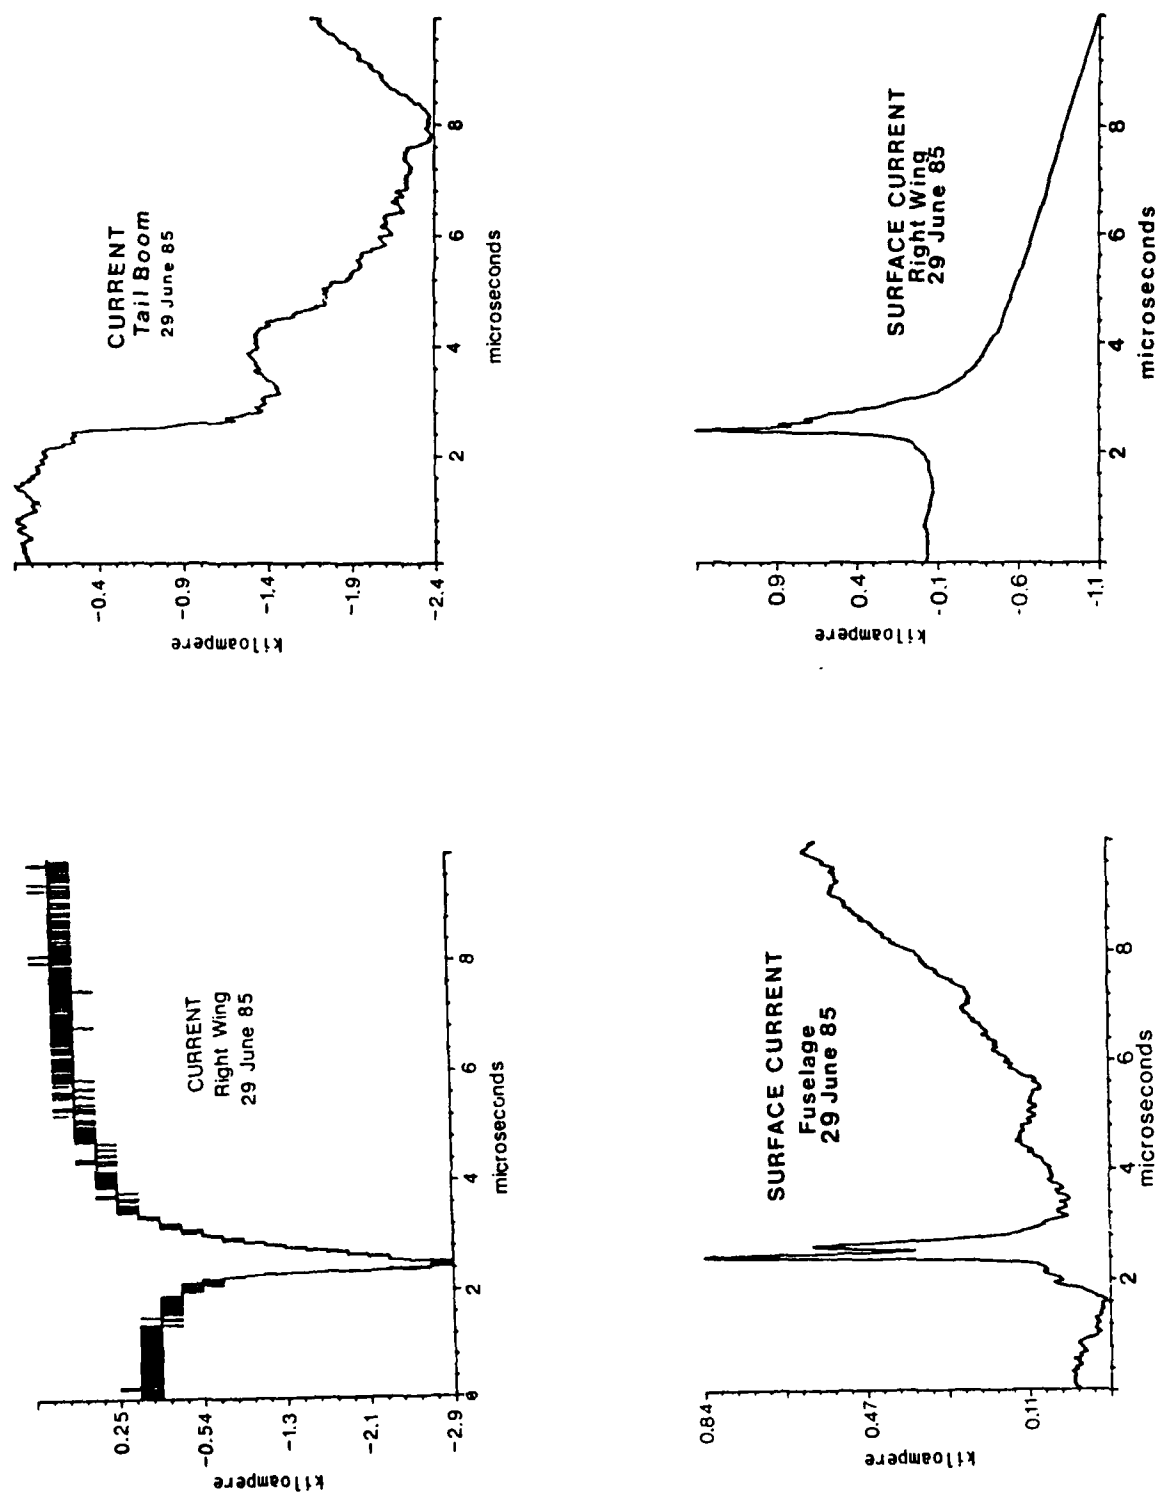 CURRENT
Right Wing
29 June 85
kiloampere
0.25
-0.54
-1.3
-2.1
-2.9
0
2
4
6
8
microseconds
CURRENT
Tail Boom
29 June 85
kiloampere
-0.4
-0.9
-1.4
-1.9
-2.4
2
4
6
8
microseconds
SURFACE CURRENT
Fuselage
29 June 85
kiloampere
0.84
0.47
0.11
2
4
6
8
microseconds
SURFACE CURRENT
Right Wing
29 June 85
kiloampere
0.9
0.4
-0.1
-0.6
-1.1
2
4
6
8
microseconds